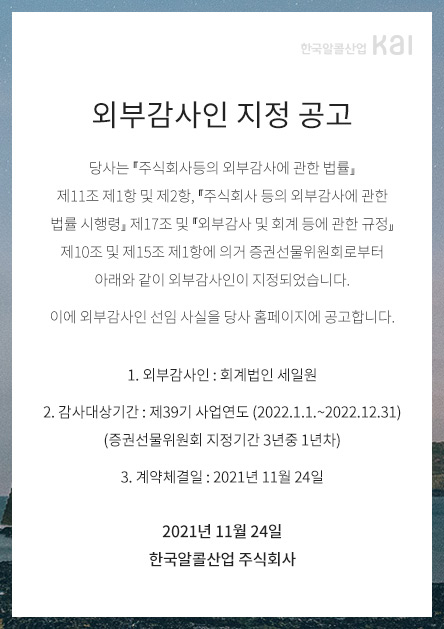 한국알콜산업 KAI
외부감사인 지정 공고
당사는 『주식회사등의 외부감사에 관한 법률』
제11조 제1항 및 제2항, 『주식회사 등의 외부감사에 관한
법률 시행령』 제17조 및 『외부감사 및 회계 등에 관한 규정』
제10조 및 제15조 제1항에 의거 증권선물위원회로부터
아래와 같이 외부감사인이 지정되었습니다.
이에 외부감사인 선임 사실을 당사 홈페이지에 공고합니다.
1. 외부감사인 : 회계법인 세일원
2. 감사대상기간 : 제39기 사업연도 (2022.1.1.~2022.12.31)
(증권선물위원회 지정기간 3년중 1년차)
3. 계약체결일 : 2021년 11월 24일
2021년 11월 24일
한국알콜산업 주식회사